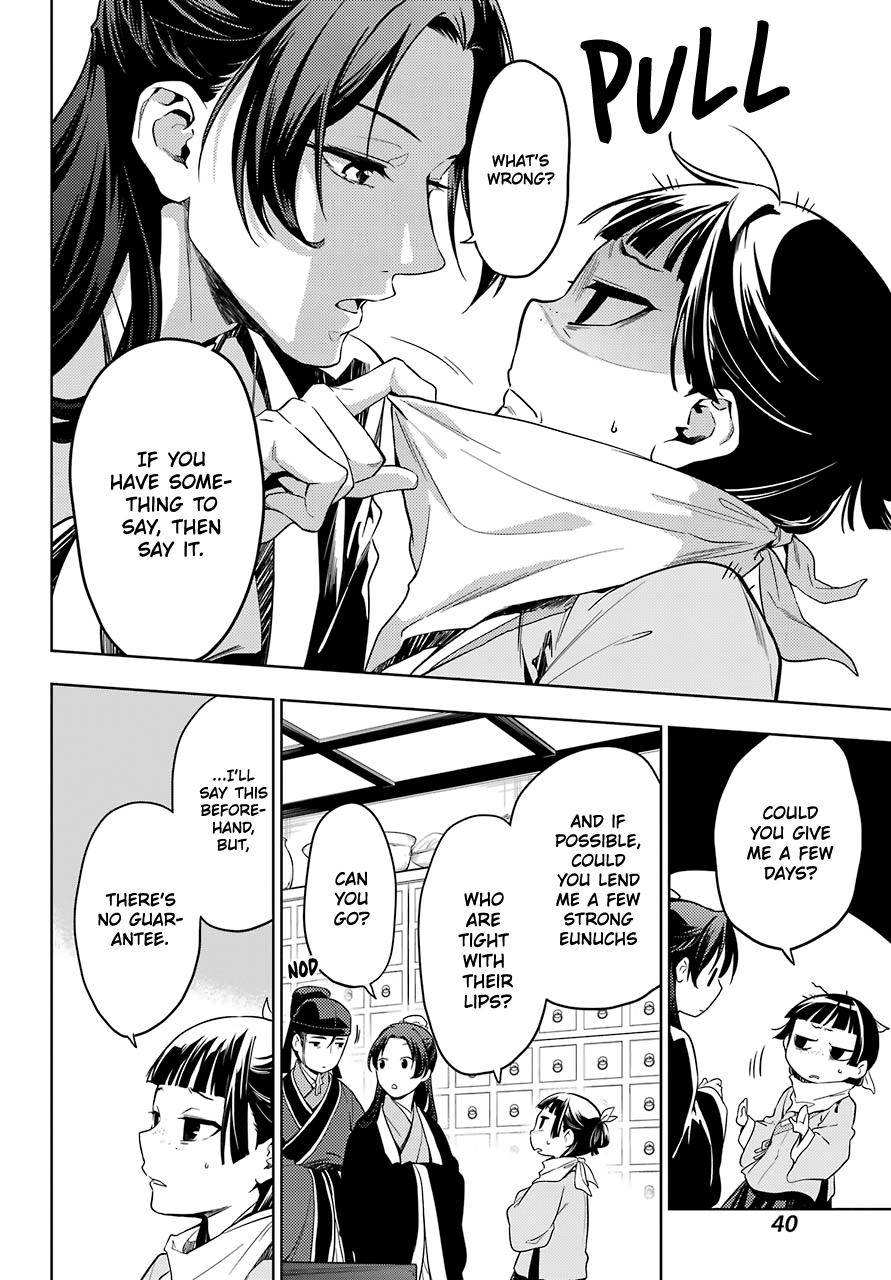 PULL
WHAT'S
WRONG?
IF YOU
HAVE SOME-
THING TO
SAY, THEN
SAY IT.
COULD
YOU GIVE
ME A FEW
DAYS?
AND IF
POSSIBLE,
COULD
YOU LEND
ME A FEW
STRONG
EUNUCHS
WHO
ARE
TIGHT
WITH
THEIR
LIPS?
CAN
YOU
GO?
NOD
...I'LL
SAY THIS
BEFORE-
HAND,
BUT,
THERE'S
NO GUAR-
ANTEE.
40